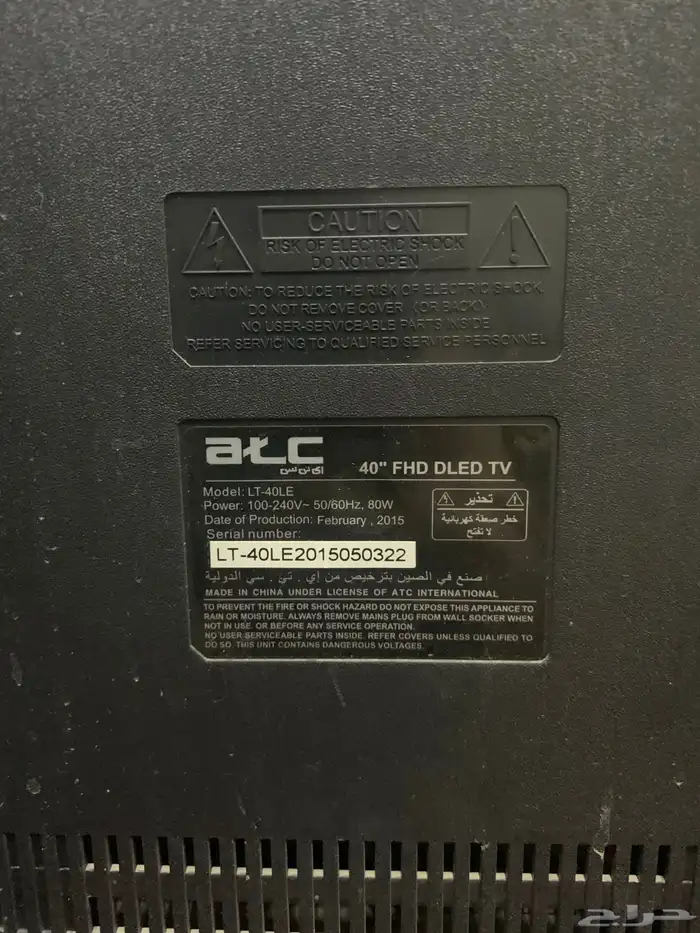 CAUTION
RISK OF ELECTRIC SHOCK
DO NOT OPEN
CAUTION: TO REDUCE THE RISK OF ELECTRIC SHOCK
DO NOT REMOVE COVER (OR BACK)
NO USER-SERVICEABLE PARTS INSIDE
REFER SERVICING TO QUALIFIED SERVICE PERSONNEL
atc
اي تي سي
40" FHD DLED TV
Model: LT-40LE
Power: 100-240V~ 50/60Hz, 80W
Date of Production: February , 2015
Serial number:
LT-40LE2015050322
تحذير
خطر صعقة كهربائية
لا تفتح
صنع في الصين بترخيص من إي . تي . سي الدولية
MADE IN CHINA UNDER LICENSE OF ATC INTERNATIONAL
TO PREVENT THE FIRE OR SHOCK HAZARD DO NOT EXPOSE THIS APPLIANCE TO
RAIN OR MOISTURE. ALWAYS REMOVE MAINS PLUG FROM WALL SOCKER WHEN
NOT IN USE. OR BEFORE ANY SERVICE OPERATION.
NO USER SERVICEABLE PARTS INSIDE. REFER COVERS UNLESS QUALIFIED TO
DO SO. THIS UNIT CONTAINS DANGEROUS VOLTAGES.
حراج